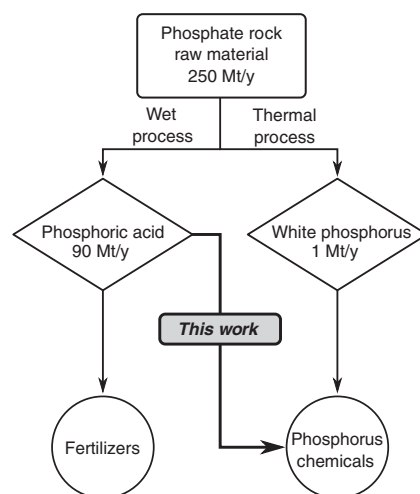 Phosphate rock
raw material
250 Mt/y
Wet
process
Thermal
process
Phosphoric acid
90 Mt/y
White phosphorus
1 Mt/y
This work
Fertilizers
Phosphorus
chemicals